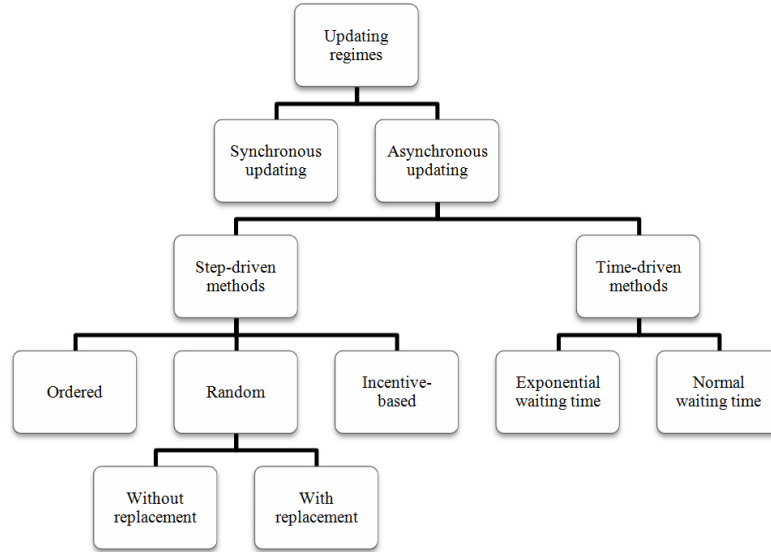 Updating
regimes
Synchronous
updating
Asynchronous
updating
Step-driven
methods
Time-driven
methods
Ordered
Random
Incentive-
based
Exponential
waiting time
Normal
waiting time
Without
replacement
With
replacement